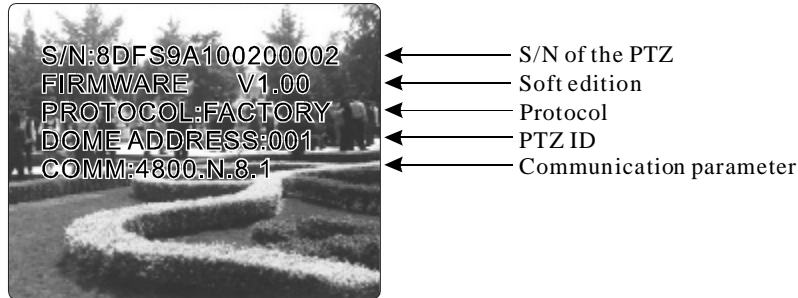 S/N:8DFS9A100200002
FIRMWARE V1.00
PROTOCOL:FACTORY
DOME ADDRESS:001
COMM:4800.N.8.1
S/N of the PTZ
Soft edition
Protocol
PTZ ID
Communication parameter